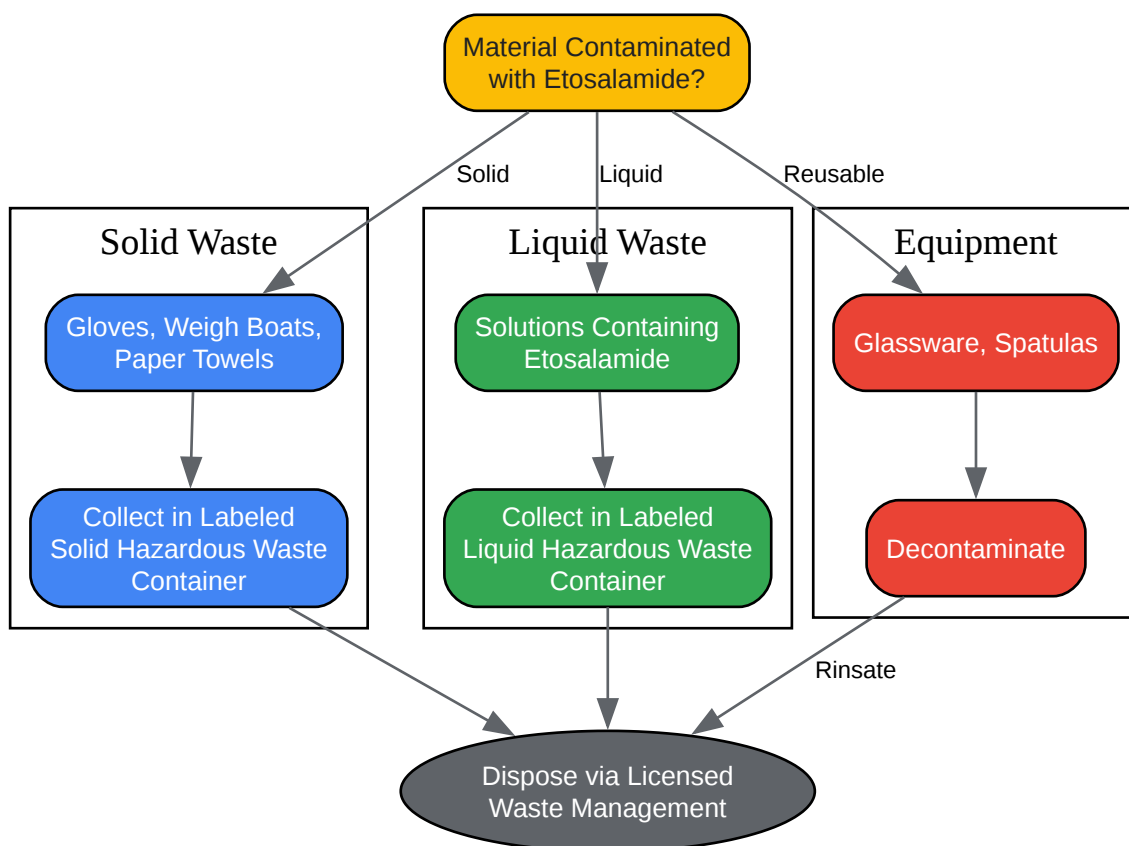 Material Contaminated
with Etosalamide?
Solid
Liquid
Reusable
Solid Waste
Liquid Waste
Equipment
Gloves, Weigh Boats,
Paper Towels
Solutions Containing
Etosalamide
Glassware, Spatulas
Collect in Labeled
Solid Hazardous Waste
Container
Collect in Labeled
Liquid Hazardous Waste
Container
Decontaminate
Rinsate
Dispose via Licensed
Waste Management